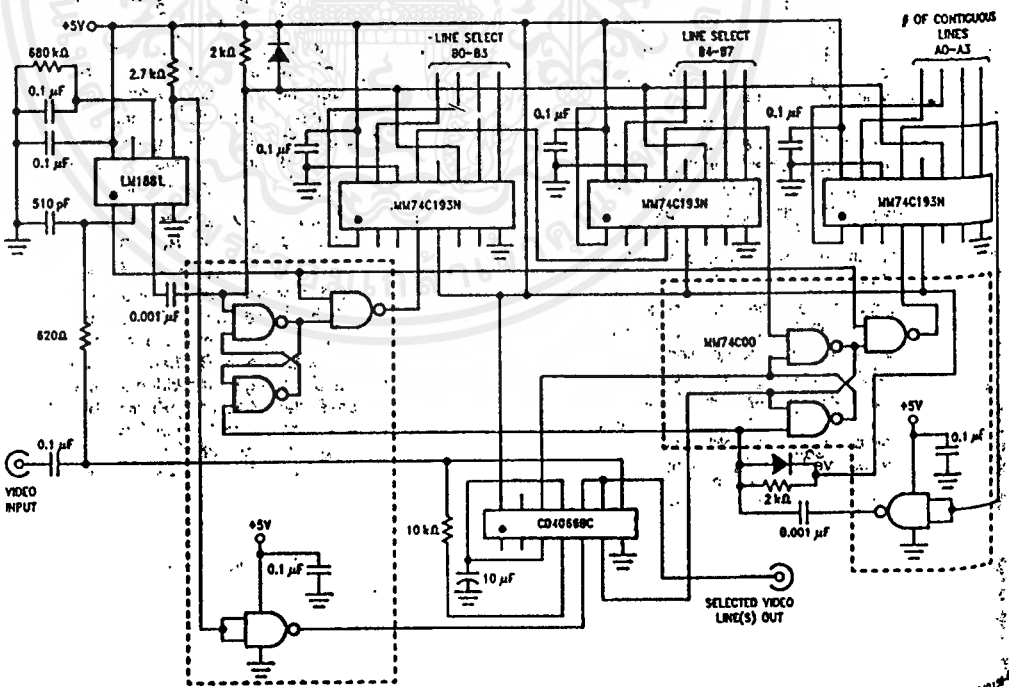 +5V
680 kΩ
0.1 µF
0.1 µF
2.7 kΩ
510 pF
620Ω
0.1 µF
VIDEO
INPUT
2 kΩ
0.001 µF
0.1 µF
LINE SELECT
B0-B3
MM74C193N
0.1 µF
LINE SELECT
B4-B7
MM74C193N
0.1 µF
# OF CONTIGUOUS
LINES
A0-A3
MM74C193N
MM74C00
+5V
0.1 µF
2 kΩ
0.001 µF
+5V
0.1 µF
10 kΩ
10 µF
SELECTED VIDEO
LINE(S) OUT